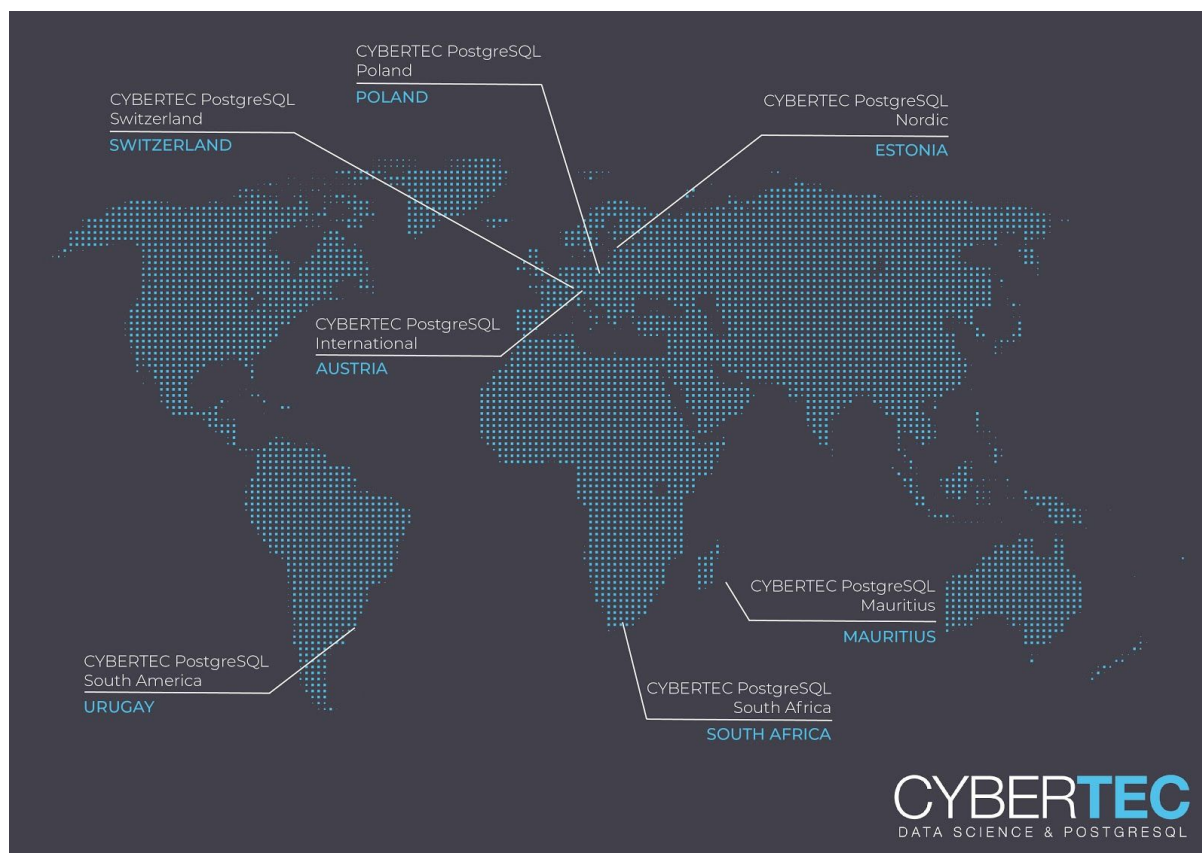 CYBERTEC PostgreSQL
Poland
POLAND
CYBERTEC PostgreSQL
Switzerland
SWITZERLAND
CYBERTEC PostgreSQL
Nordic
ESTONIA
CYBERTEC PostgreSQL
International
AUSTRIA
CYBERTEC PostgreSQL
Mauritius
MAURITIUS
CYBERTEC PostgreSQL
South America
URUGAY
CYBERTEC PostgreSQL
South Africa
SOUTH AFRICA
CYBERTEC
DATA SCIENCE & POSTGRESQL